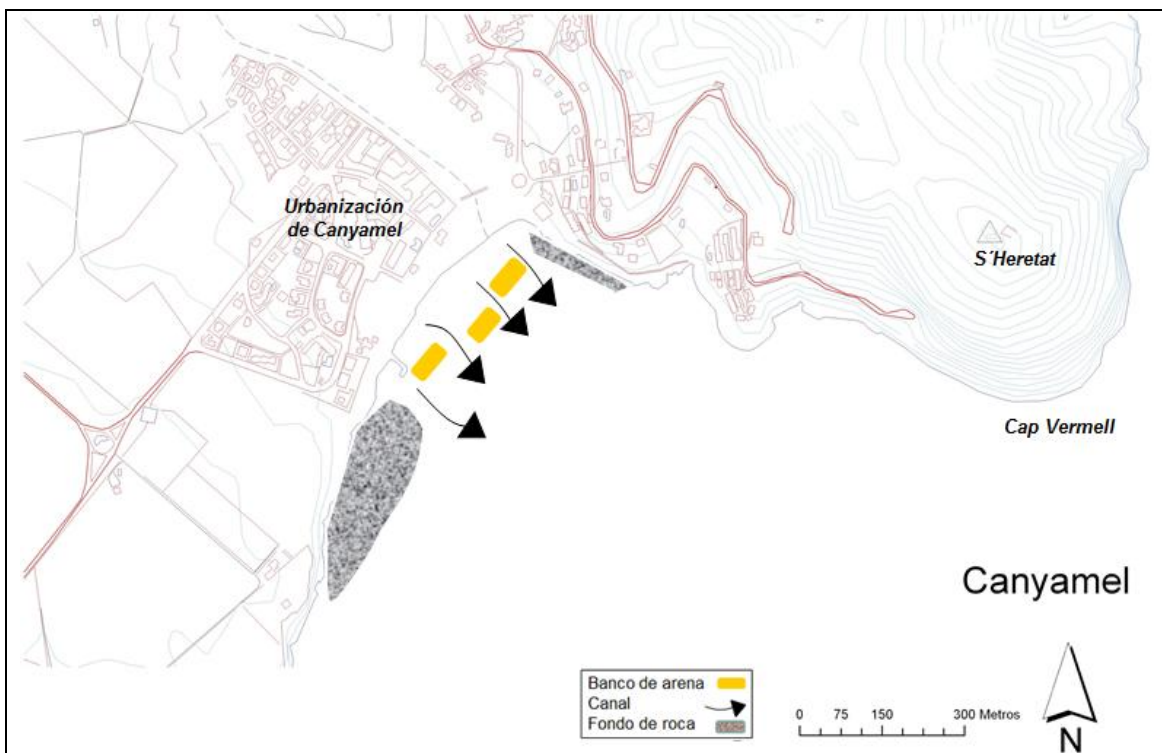 Urbanización
de Canyamel
S´Heretat
Cap Vermell
Canyamel
Banco de arena
Canal
Fondo de roca
0 75 150 300 Metros
N